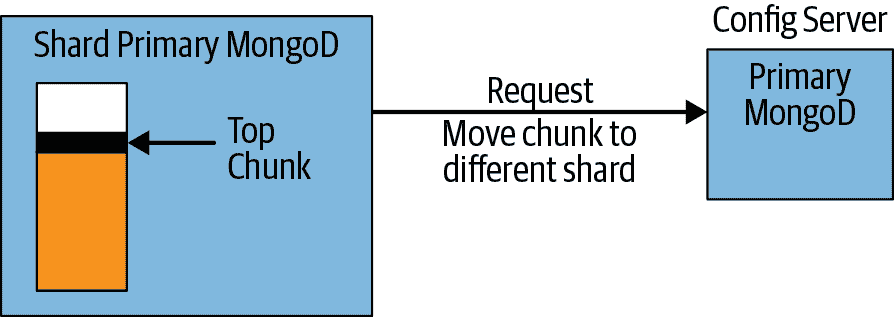 Shard Primary MongoD
Top
Chunk
Request
Move chunk to
different shard
Config Server
Primary
MongoD